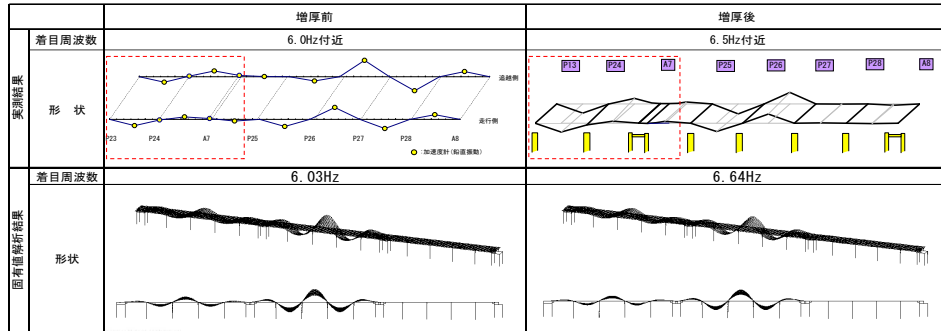 増厚前
増厚後
実測結果
着目周波数
6.0Hz付近
6.5Hz付近
形 状
追越側
走行側
P23
P24
A7
P25
P26
P27
P28
A8
:加速度計(鉛直振動)
P13
P24
A7
P25
P26
P27
P28
A8
固有値解析結果
着目周波数
6.03Hz
6.64Hz
形状